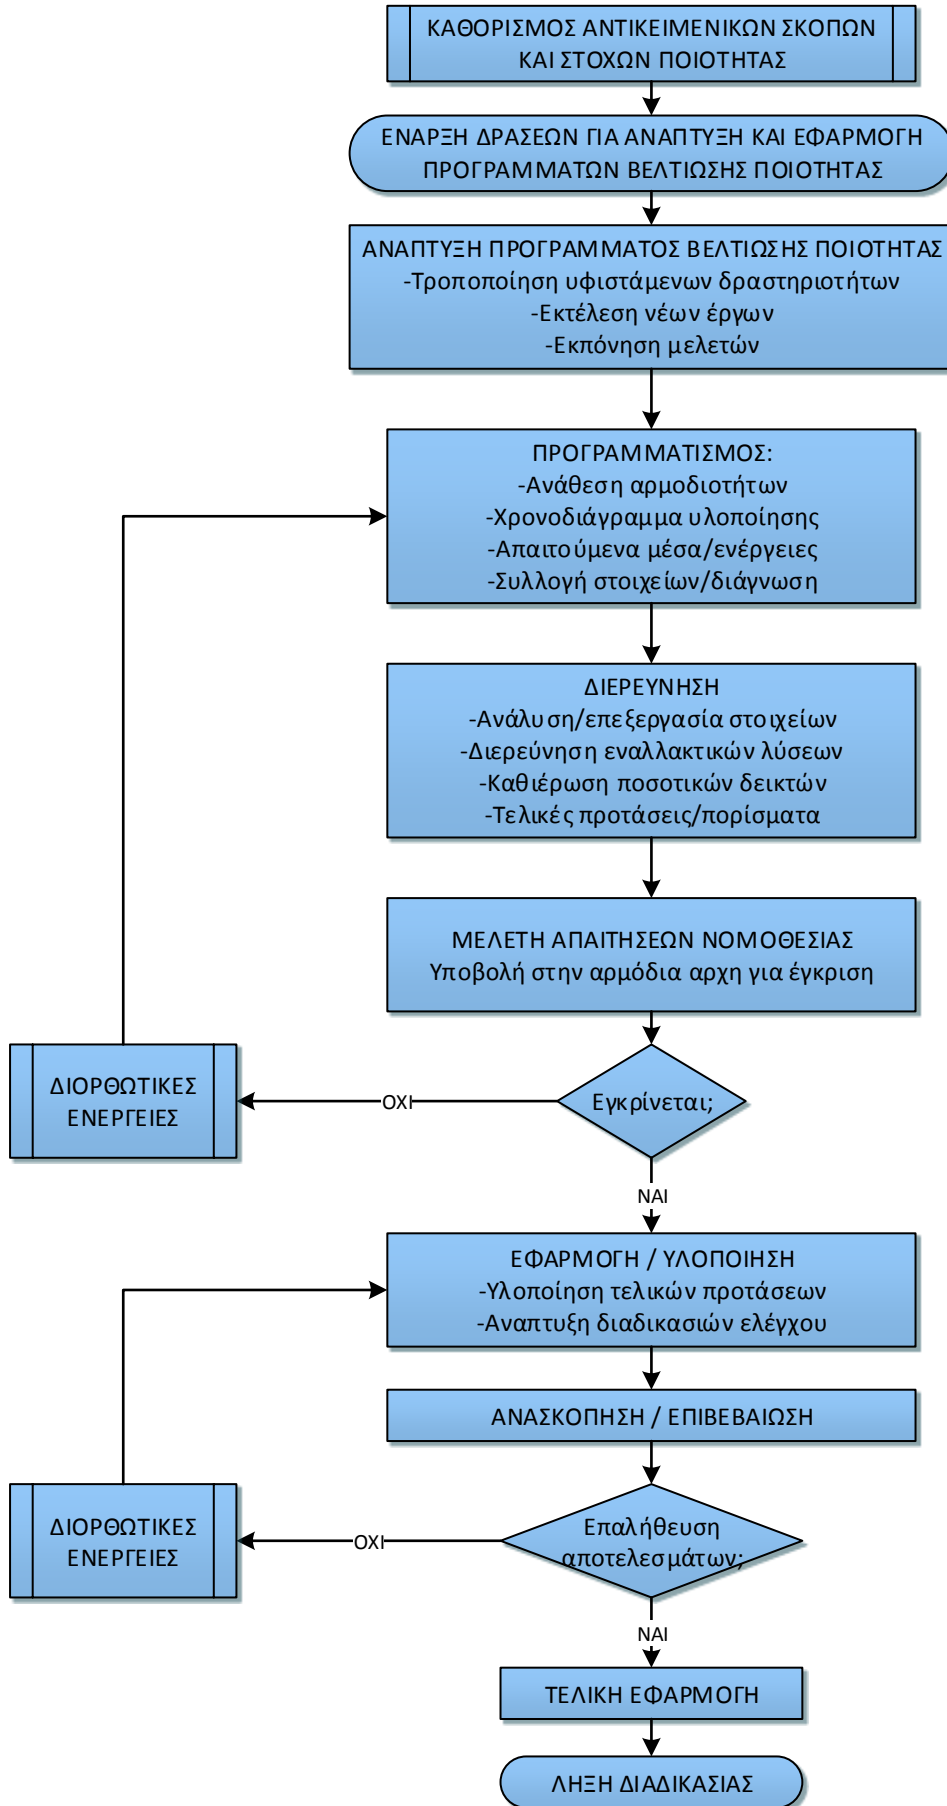 ΚΑΘΟΡΙΣΜΟΣ ΑΝΤΙΚΕΙΜΕΝΙΚΩΝ ΣΚΟΠΩΝ
ΚΑΙ ΣΤΟΧΩΝ ΠΟΙΟΤΗΤΑΣ
ΕΝΑΡΞΗ ΔΡΑΣΕΩΝ ΓΙΑ ΑΝΑΠΤΥΞΗ ΚΑΙ ΕΦΑΡΜΟΓΗ
ΠΡΟΓΡΑΜΜΑΤΩΝ ΒΕΛΤΙΩΣΗΣ ΠΟΙΟΤΗΤΑΣ
ΑΝΑΠΤΥΞΗ ΠΡΟΓΡΑΜΜΑΤΟΣ ΒΕΛΤΙΩΣΗΣ ΠΟΙΟΤΗΤΑΣ
-Τροποποίηση υφιστάμενων δραστηριοτήτων
-Εκτέλεση νέων έργων
-Εκπόνηση μελετών
ΠΡΟΓΡΑΜΜΑΤΙΣΜΟΣ:
-Ανάθεση αρμοδιοτήτων
-Χρονοδιάγραμμα υλοποίησης
-Απαιτούμενα μέσα/ενέργειες
-Συλλογή στοιχείων/διάγνωση
ΔΙΕΡΕΥΝΗΣΗ
-Ανάλυση/επεξεργασία στοιχείων
-Διερεύνηση εναλλακτικών λύσεων
-Καθιέρωση ποσοτικών δεικτών
-Τελικές προτάσεις/πορίσματα
ΜΕΛΕΤΗ ΑΠΑΙΤΗΣΕΩΝ ΝΟΜΟΘΕΣΙΑΣ
Υποβολή στην αρμόδια αρχη για έγκριση
Εγκρίνεται;
ΟΧΙ
ΔΙΟΡΘΩΤΙΚΕΣ
ΕΝΕΡΓΕΙΕΣ
ΝΑΙ
ΕΦΑΡΜΟΓΗ / ΥΛΟΠΟΙΗΣΗ
-Υλοποίηση τελικών προτάσεων
-Αναπτυξη διαδικασιών ελέγχου
ΑΝΑΣΚΟΠΗΣΗ / ΕΠΙΒΕΒΑΙΩΣΗ
Επαλήθευση
αποτελεσμάτων;
ΟΧΙ
ΔΙΟΡΘΩΤΙΚΕΣ
ΕΝΕΡΓΕΙΕΣ
ΝΑΙ
ΤΕΛΙΚΗ ΕΦΑΡΜΟΓΗ
ΛΗΞΗ ΔΙΑΔΙΚΑΣΙΑΣ